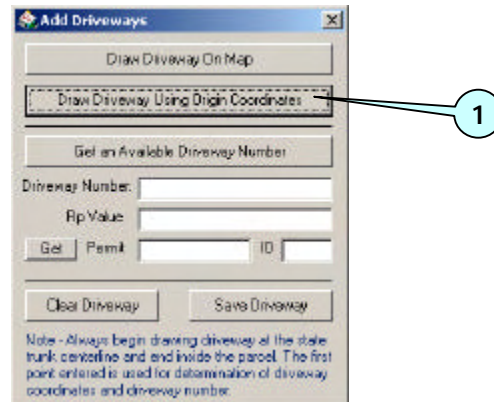 Add Driveways
Draw Driveway On Map
Draw Driveway Using Origin Coordinates
1
Get an Available Driveway Number
Driveway Number:
Rp Value:
Get Permit ID
Clear Driveway Save Driveway
Note - Always begin drawing driveway at the state
trunk centerline and end inside the parcel. The first
point entered is used for determination of driveway
coordinates and driveway number.